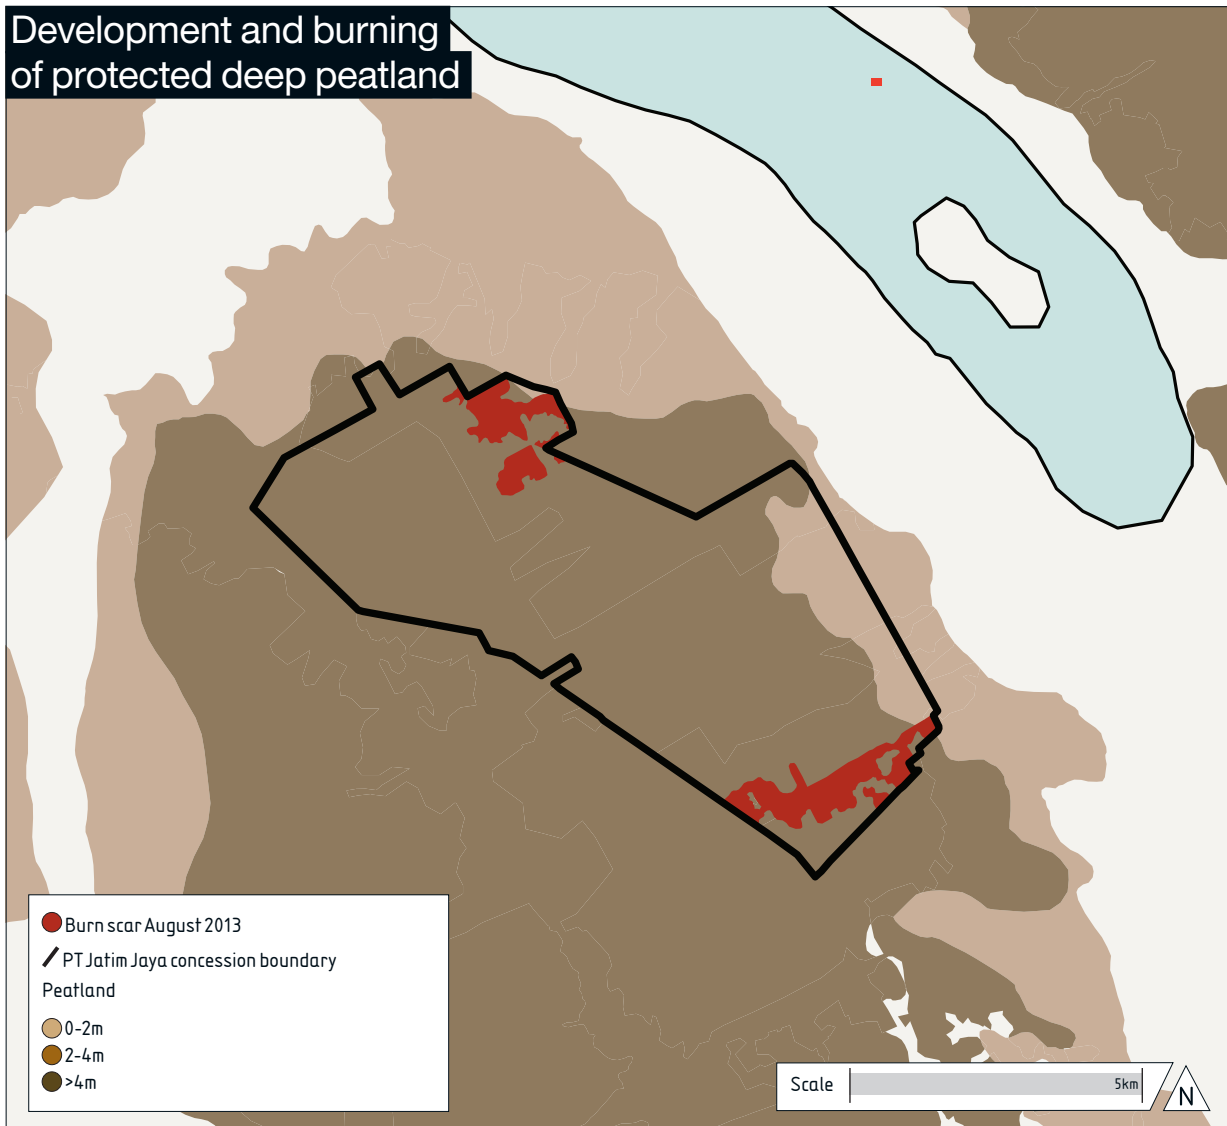 Development and burning
of protected deep peatland
Burn scar August 2013
PT Jatim Jaya concession boundary
Peatland
0-2m
2-4m
>4m
Scale
5km
N